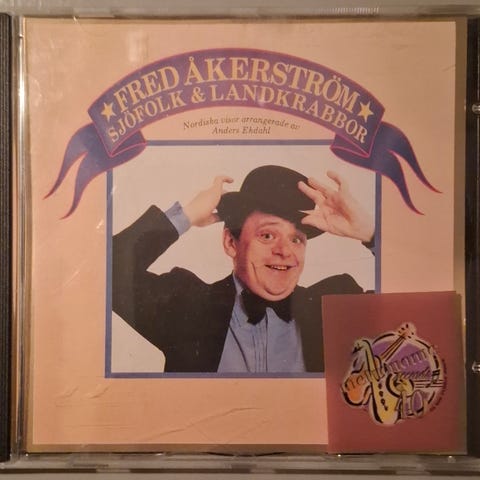 FRED ÅKERSTRÖM
SJÖFOLK & LANDKRABBOR
Nordiska visor arrangerade av
Anders Ekdahl